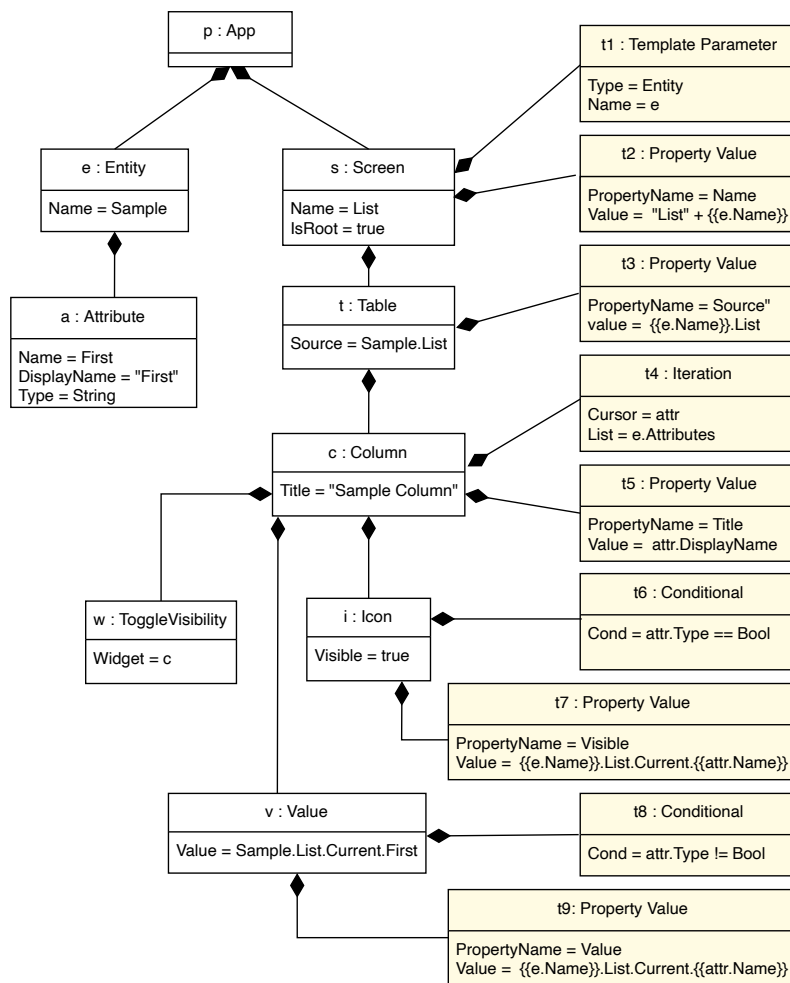 p : App
t1 : Template Parameter
Type = Entity
Name = e
e : Entity
Name = Sample
s : Screen
Name = List
IsRoot = true
t2 : Property Value
PropertyName = Name
Value =  "List" + {{e.Name}}
t3 : Property Value
PropertyName = Source"
value =  {{e.Name}}.List
a : Attribute
Name = First
DisplayName = "First"
Type = String
t : Table
Source = Sample.List
t4 : Iteration
Cursor = attr
List = e.Attributes
c : Column
Title = "Sample Column"
t5 : Property Value
PropertyName = Title
Value =  attr.DisplayName
w : ToggleVisibility
Widget = c
i : Icon
Visible = true
t6 : Conditional
Cond = attr.Type == Bool
t7 : Property Value
PropertyName = Visible
Value =  {{e.Name}}.List.Current.{{attr.Name}}
v : Value
Value = Sample.List.Current.First
t8 : Conditional
Cond = attr.Type != Bool
t9: Property Value
PropertyName = Value
Value =  {{e.Name}}.List.Current.{{attr.Name}}